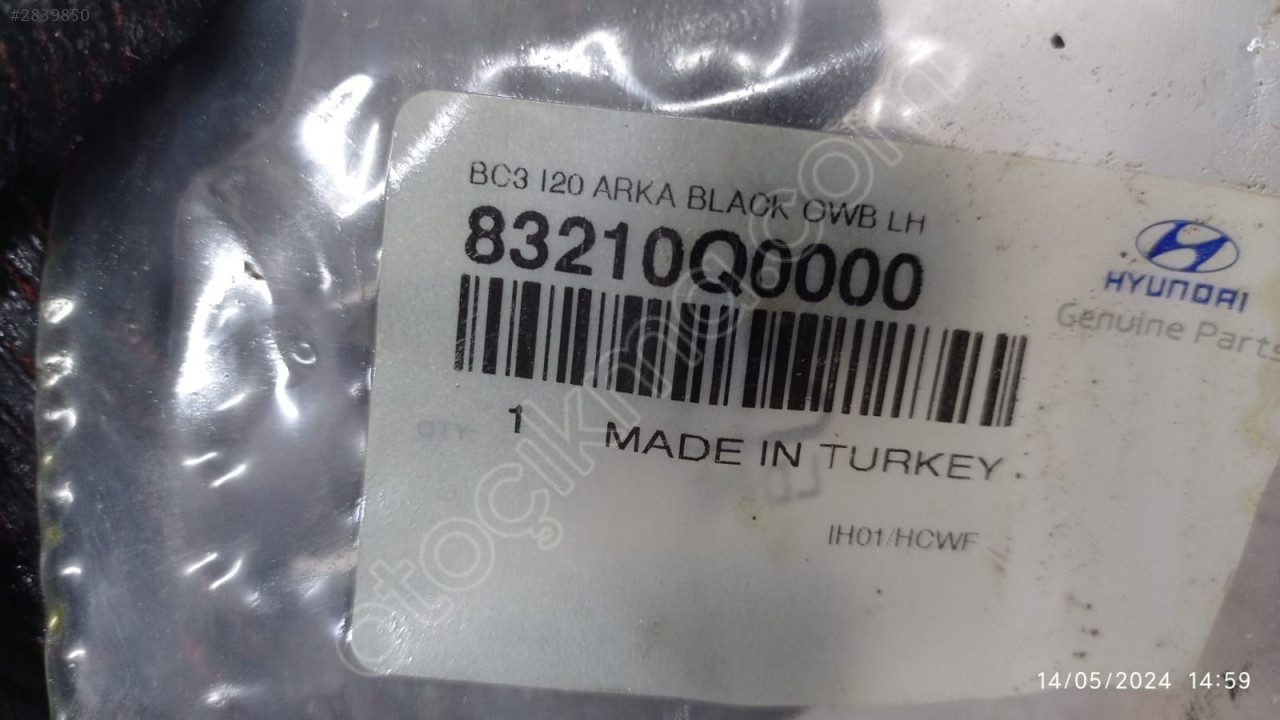 #2839850
BC3 I20 ARKA BLACK OWB LH
83210Q0000
HYUNDAI
Genuine Parts
QTY 1 MADE IN TURKEY
IH01/HCWF
otoçıkma.com
14/05/2024 14:59